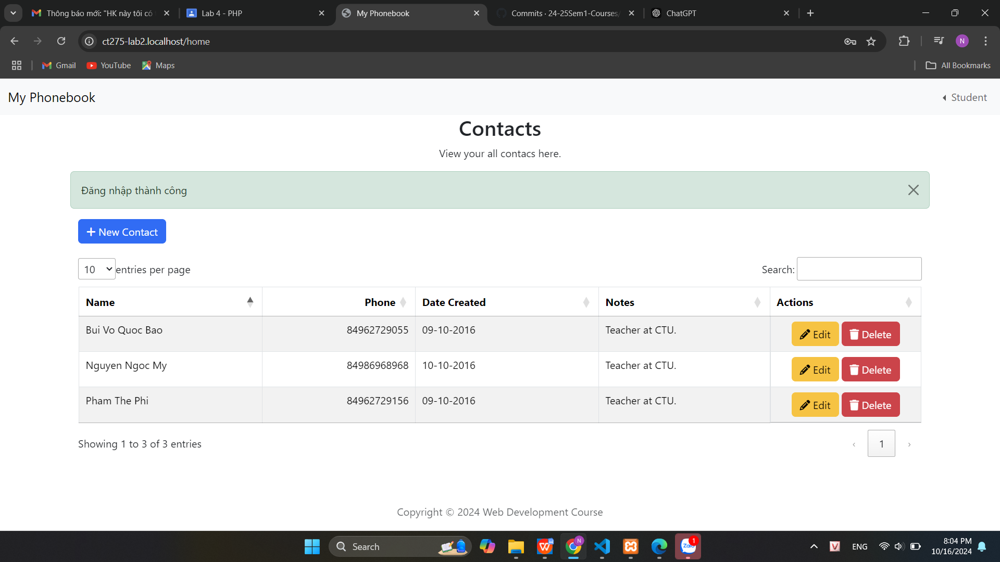 Thông báo mới: "HK này tôi có
Lab 4 - PHP
My Phonebook
Commits · 24-25Sem1-Courses/
ChatGPT
ct275-lab2.localhost/home
N
Gmail
YouTube
Maps
All Bookmarks
My Phonebook
Student
Contacts
View your all contacs here.
Đăng nhập thành công
New Contact
10 entries per page
Search:
Name Phone Date Created Notes Actions
Bui Vo Quoc Bao 84962729055 09-10-2016 Teacher at CTU. Edit Delete
Nguyen Ngoc My 84986968968 10-10-2016 Teacher at CTU. Edit Delete
Pham The Phi 84962729156 09-10-2016 Teacher at CTU. Edit Delete
Showing 1 to 3 of 3 entries
‹ 1 ›
Copyright © 2024 Web Development Course
Search
N
Zalo
1
V
ENG
8:04 PM
10/16/2024